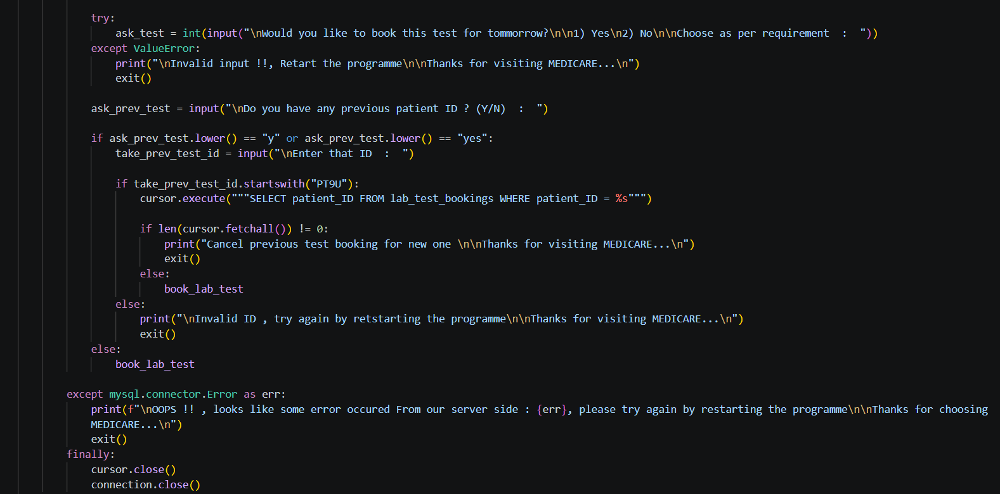 try:
ask_test = int(input("\nWould you like to book this test for tommorrow?\n\n1) Yes\n2) No\n\nChoose as per requirement  :  "))
except ValueError:
print("\nInvalid input !!, Retart the programme\n\nThanks for visiting MEDICARE...\n")
exit()
ask_prev_test = input("\nDo you have any previous patient ID ? (Y/N)  :  ")
if ask_prev_test.lower() == "y" or ask_prev_test.lower() == "yes":
take_prev_test_id = input("\nEnter that ID  :  ")
if take_prev_test_id.startswith("PT9U"):
cursor.execute("""SELECT patient_ID FROM lab_test_bookings WHERE patient_ID = %s""")
if len(cursor.fetchall()) != 0:
print("Cancel previous test booking for new one \n\nThanks for visiting MEDICARE...\n")
exit()
else:
book_lab_test
else:
print("\nInvalid ID , try again by retstarting the programme\n\nThanks for visiting MEDICARE...\n")
exit()
else:
book_lab_test
except mysql.connector.Error as err:
print(f"\nOOPS !! , looks like some error occured From our server side : {err}, please try again by restarting the programme\n\nThanks for choosing
MEDICARE...\n")
exit()
finally:
cursor.close()
connection.close()